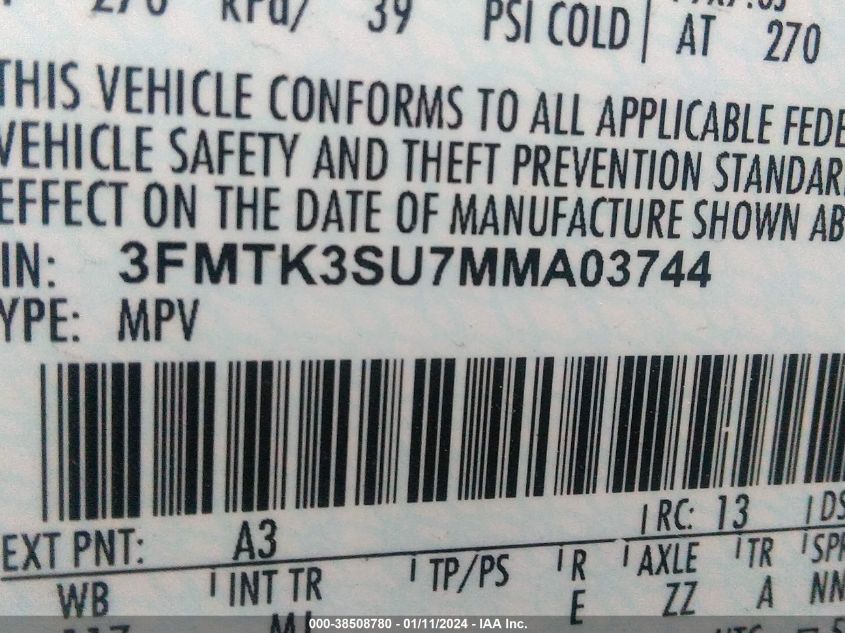 270 kPa/ 39 PSI COLD AT 270
THIS VEHICLE CONFORMS TO ALL APPLICABLE FEDE
VEHICLE SAFETY AND THEFT PREVENTION STANDAR
EFFECT ON THE DATE OF MANUFACTURE SHOWN AB
IN: 3FMTK3SU7MMA03744
YPE: MPV
EXT PNT: A3 RC: 13 DS
WB INT TR TP/PS R AXLE TR SPR
E ZZ A NN
000-38508780 - 01/11/2024 - IAA Inc.